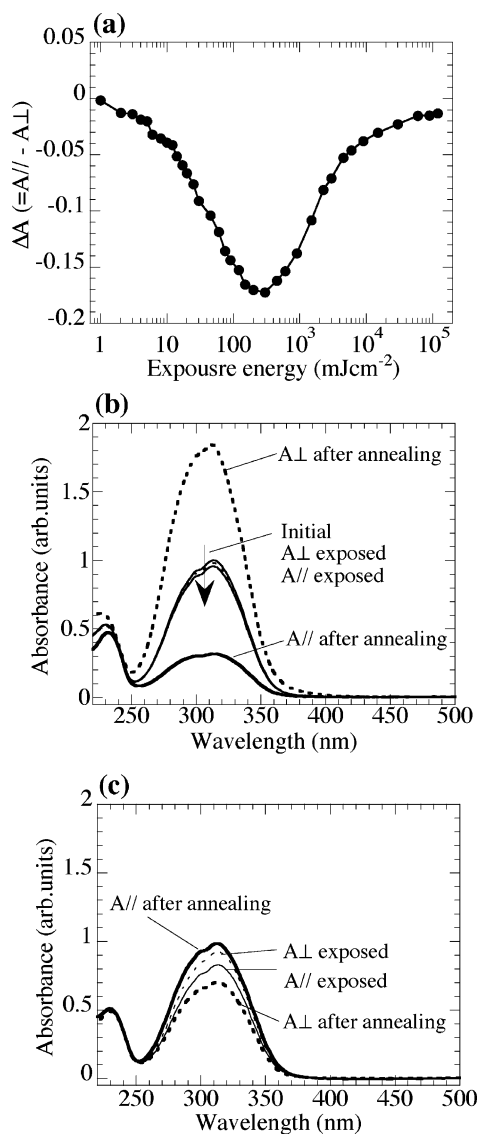 (a)
0.05
0
-0.05
-0.1
-0.15
-0.2
ΔA (=A// - A⊥)
1 10 100 10³ 10⁴ 10⁵
Expousre energy (mJcm⁻²)
(b)
2
1.5
1
0.5
0
Absorbance (arb.units)
A⊥ after annealing
Initial
A⊥ exposed
A// exposed
A// after annealing
250 300 350 400 450 500
Wavelength (nm)
(c)
2
1.5
1
0.5
0
Absorbance (arb.units)
A// after annealing
A⊥ exposed
A// exposed
A⊥ after annealing
250 300 350 400 450 500
Wavelength (nm)